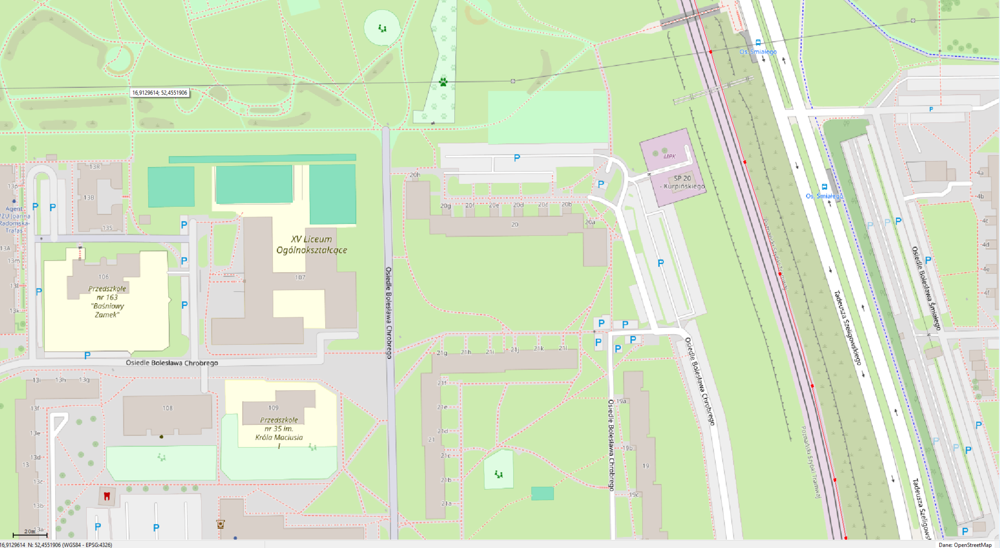 Os. Śmiałego
16,9129614; 52,4551906
P
MPK
P
13R
20h
4a
SP 20
- Kurpińskiego
P
13p
Os. Śmiałego
4b
13B
20g
20f
20e
20d
20c
20b
P
P
Agent
PZU Joanna
Radomska-
Trafas
P
13S
20
20a
P
P
P
4c
XV Liceum
Ogólnokształcące
13A
4d
13m
P
P
P
4e
106
107
13l
Przedszkole
nr 163
"Baśniowy
Zamek"
P
P
4f
13k
Osiedle Bolesława Chrobrego
Poznański Szybki Tramwaj
Tadeusza Szeligowskiego
Osiedle Bolesława Śmiałego
P
P
P
P
P
P
21g
21h
21i
21j
21k
21l
Osiedle Bolesława Chrobrego
Osiedle Bolesława Chrobrego
13i
13h
13g
21f
19a
13f
108
109
21e
Przedszkole
nr 35 im.
Króla Maciusia
I
Osiedle Bolesława Chrobrego
P
13e
21d
21
P
P
P
19b
13d
21c
13
19
13c
21b
Poznański Szybki Tramwaj
19c
13b
21a
Tadeusza Szeligows
13a
P
P
P
20m
16,9129614 N: 52,4551906 (WGS84 - EPSG:4326)
Dane: OpenStreetMap